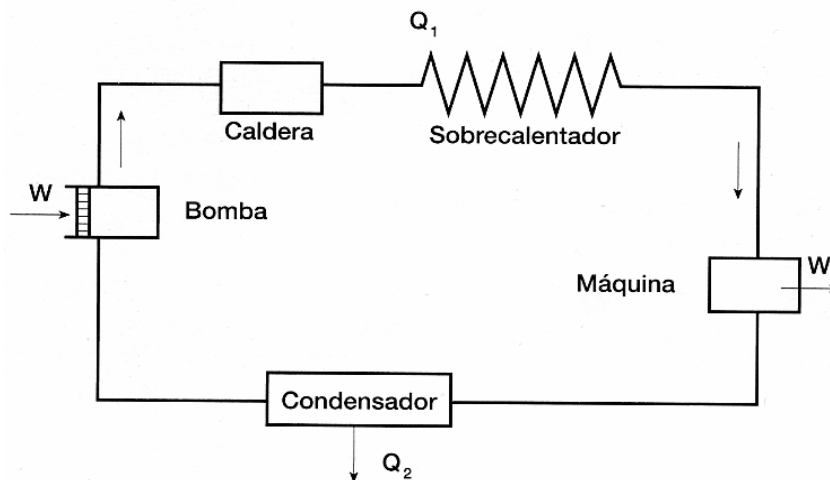 Q1
Caldera
Sobrecalentador
W
Bomba
Máquina
W
Condensador
Q2